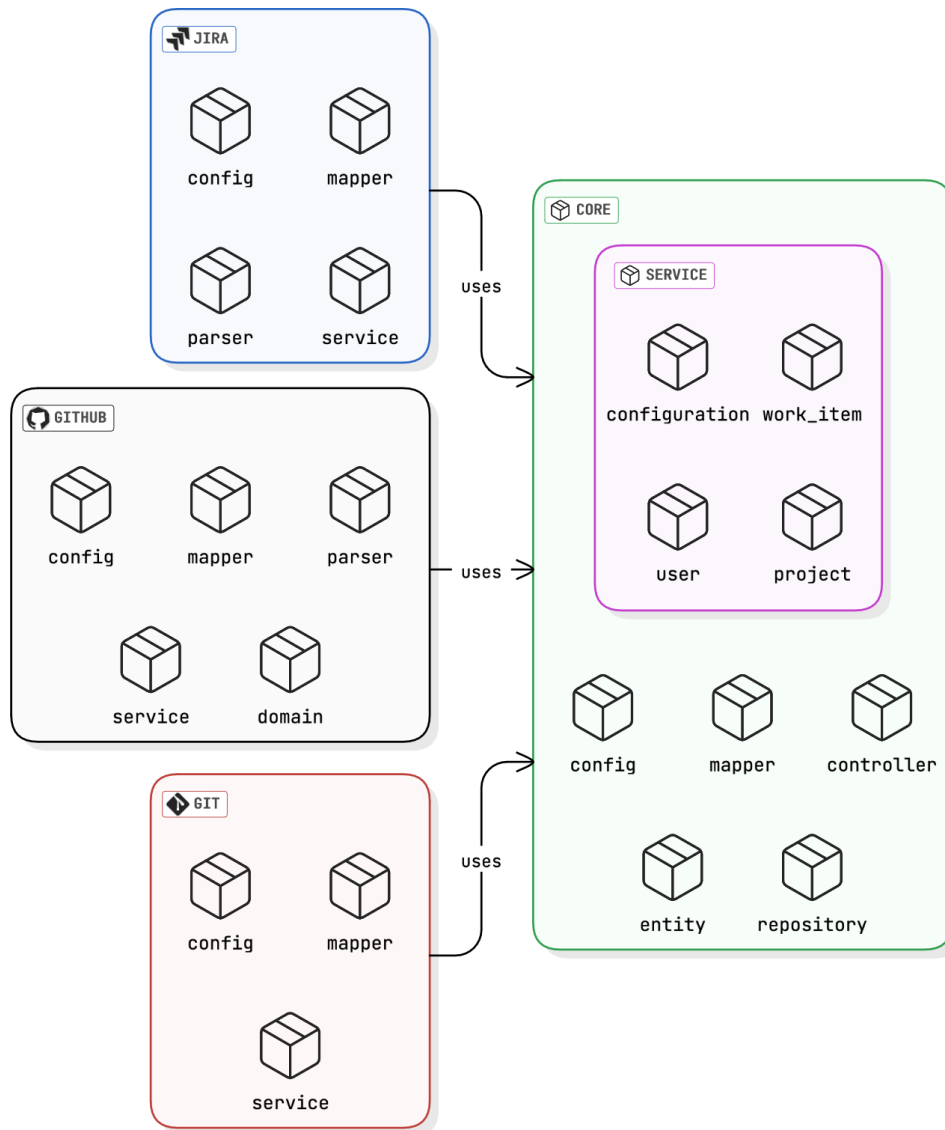 JIRA
config
mapper
parser
service
uses
GITHUB
config
mapper
parser
service
domain
uses
GIT
config
mapper
service
uses
CORE
SERVICE
configuration
work_item
user
project
config
mapper
controller
entity
repository